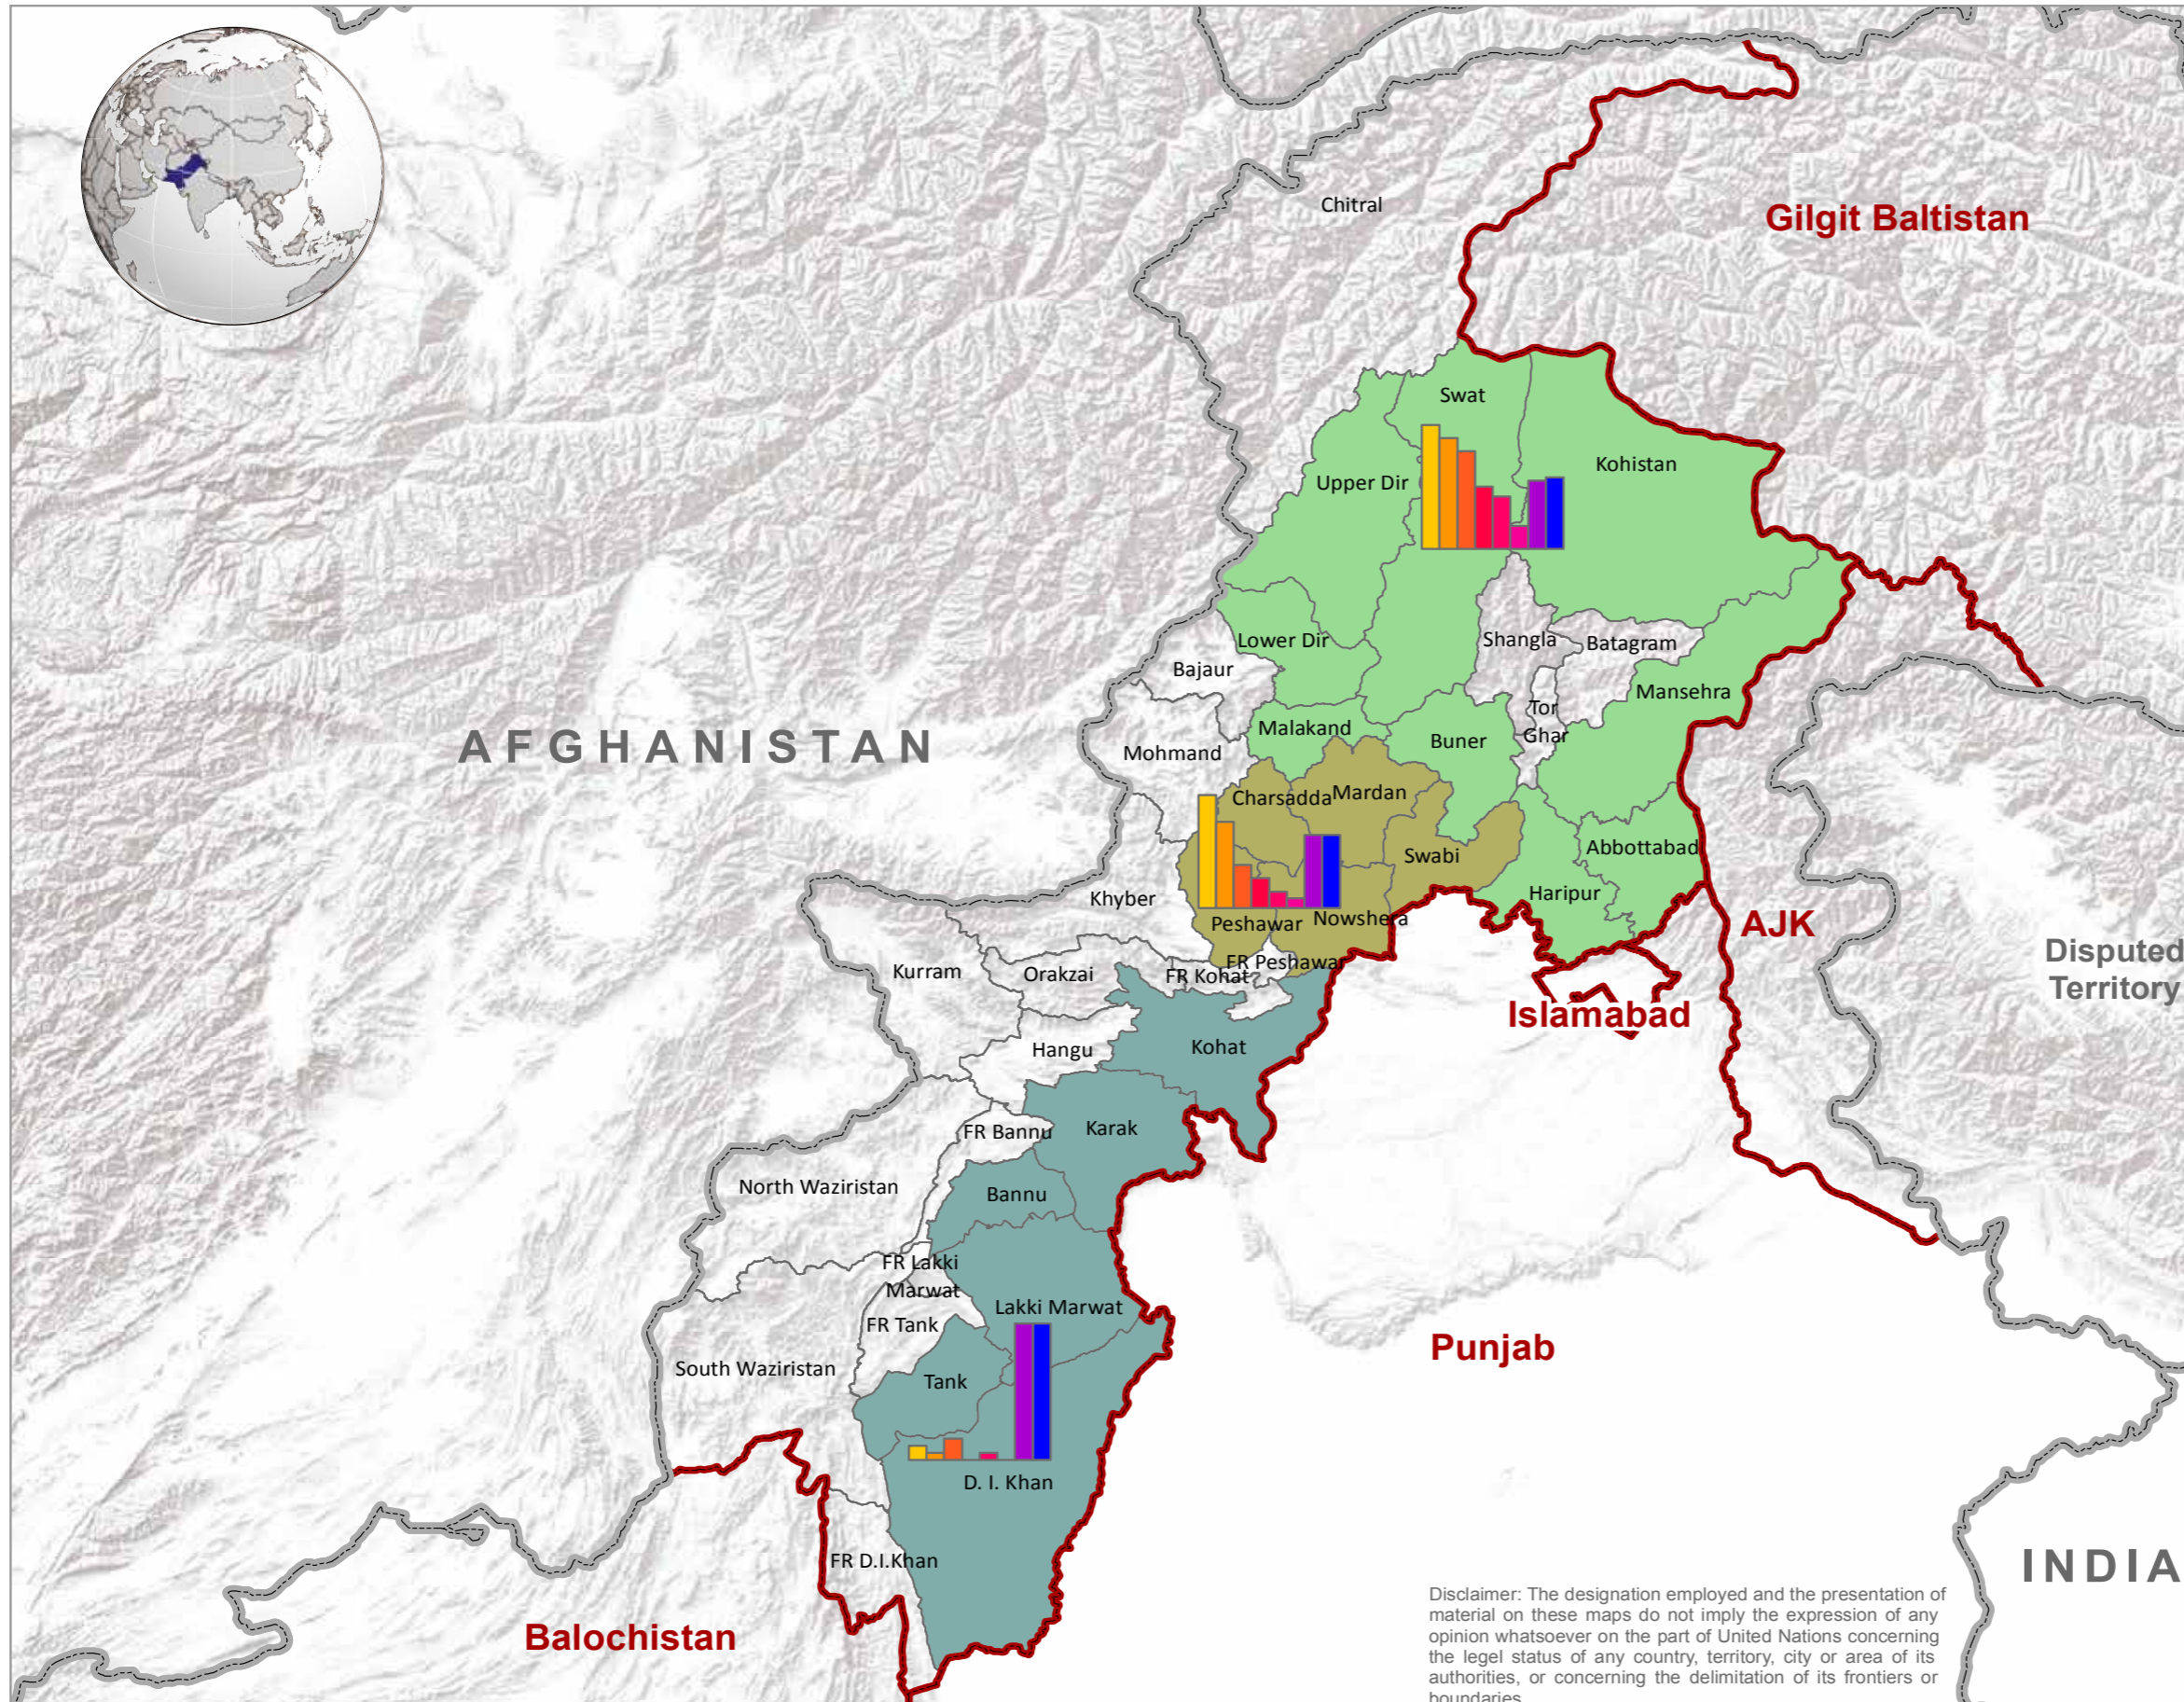 Chitral
Gilgit Baltistan
Swat
Kohistan
Upper Dir
Lower Dir
Shangla
Batagram
Bajaur
Mansehra
Tor
Ghar
Malakand
Buner
AFGHANISTAN
Mohmand
Charsadda
Mardan
Abbottabad
Swabi
Haripur
Khyber
Peshawar
Nowshera
AJK
Disputed
Territory
FR Peshawar
Kurram
Orakzai
FR Kohat
Islamabad
Hangu
Kohat
FR Bannu
Karak
North Waziristan
Bannu
FR Lakki
Marwat
Lakki Marwat
FR Tank
Punjab
South Waziristan
Tank
D. I. Khan
FR D.I.Khan
INDIA
Balochistan
Disclaimer: The designation employed and the presentation of
material on these maps do not imply the expression of any
opinion whatsoever on the part of United Nations concerning
the legel status of any country, territory, city or area of its
authorities, or concerning the delimitation of its frontiers or
boundaries